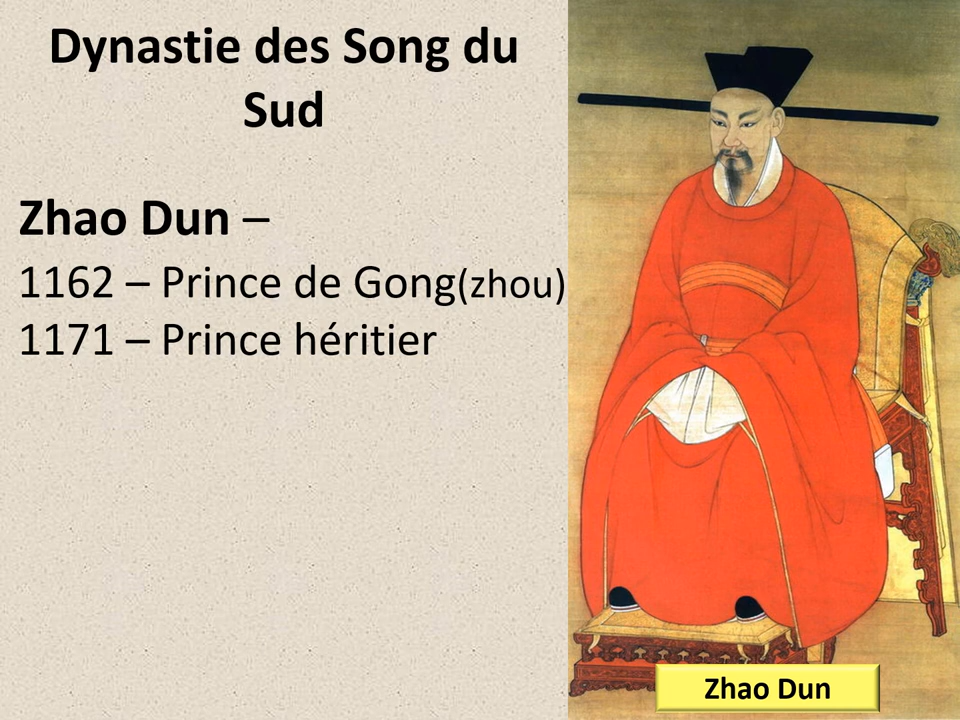 Dynastie des Song du
Sud
Zhao Dun –
1162 – Prince de Gong(zhou)
1171 – Prince héritier
Zhao Dun